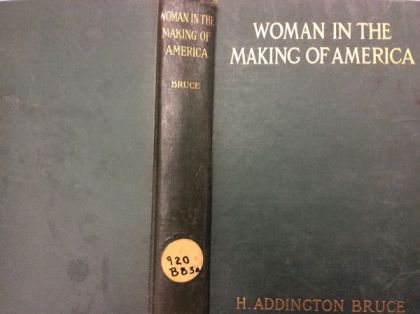 WOMAN IN THE
MAKING OF
AMERICA
BRUCE
920
B83a
WOMAN IN THE
MAKING OF AMERICA
H. ADDINGTON BRUCE